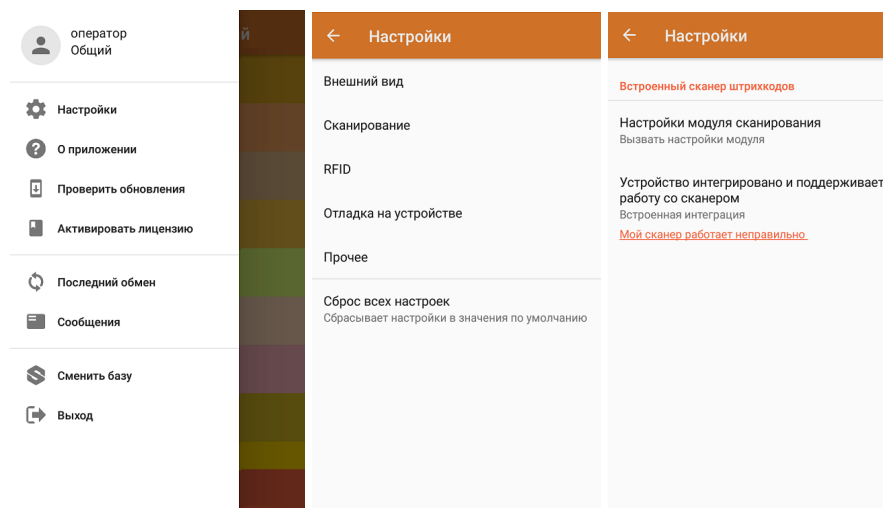 оператор
Общий
Настройки
О приложении
Проверить обновления
Активировать лицензию
Последний обмен
Сообщения
Сменить базу
Выход
й
Настройки
Внешний вид
Сканирование
RFID
Отладка на устройстве
Прочее
Сброс всех настроек
Сбрасывает настройки в значения по умолчанию
Настройки
Встроенный сканер штрихкодов
Настройки модуля сканирования
Вызвать настройки модуля
Устройство интегрировано и поддерживает
работу со сканером
Встроенная интеграция
Мой сканер работает неправильно